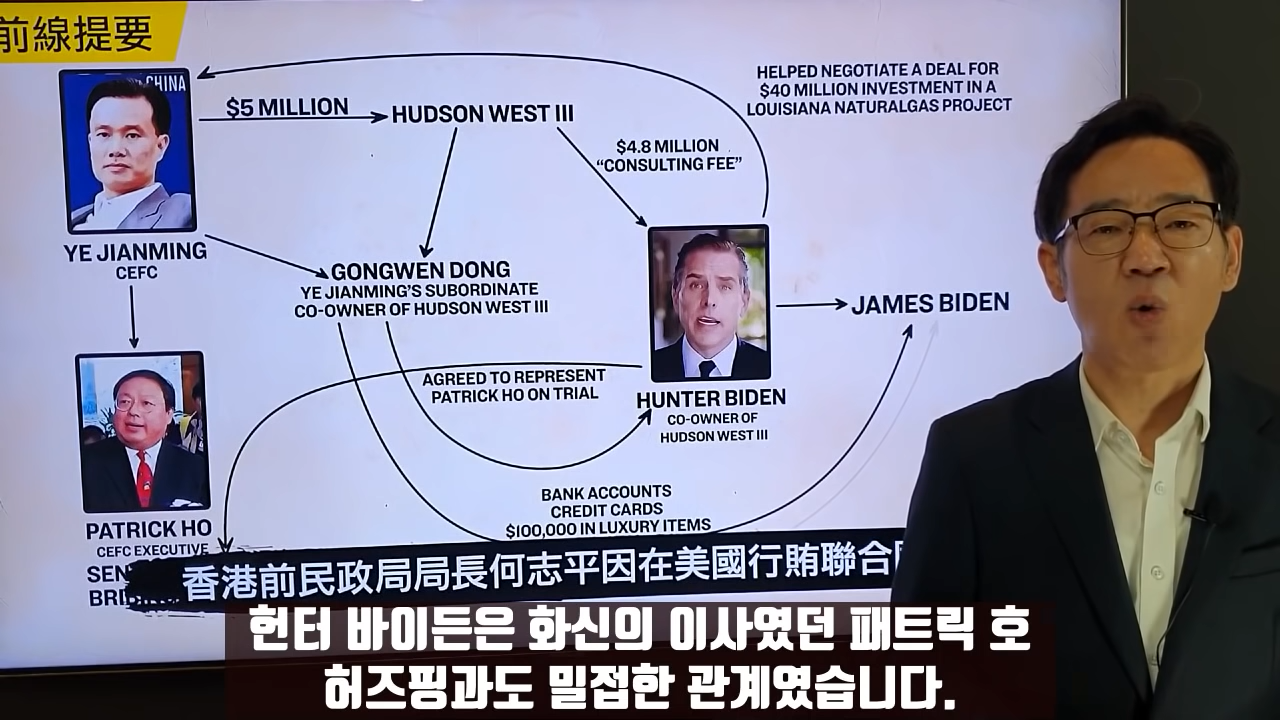 前線提要
CHINA
$5 MILLION
HUDSON WEST III
HELPED NEGOTIATE A DEAL FOR
$40 MILLION INVESTMENT IN A
LOUISIANA NATURALGAS PROJECT
$4.8 MILLION
“CONSULTING FEE”
YE JIANMING
CEFC
GONGWEN DONG
YE JIANMING'S SUBORDINATE
CO-OWNER OF HUDSON WEST III
JAMES BIDEN
AGREED TO REPRESENT
PATRICK HO ON TRIAL
HUNTER BIDEN
CO-OWNER OF
HUDSON WEST III
BANK ACCOUNTS
CREDIT CARDS
$100,000 IN LUXURY ITEMS
PATRICK HO
CEFC EXECUTIVE
香港前民政局局長何志平因在美國行賄聯合
헌터 바이든은 화신의 이사였던 패트릭 호
허즈핑과도 밀접한 관계였습니다.